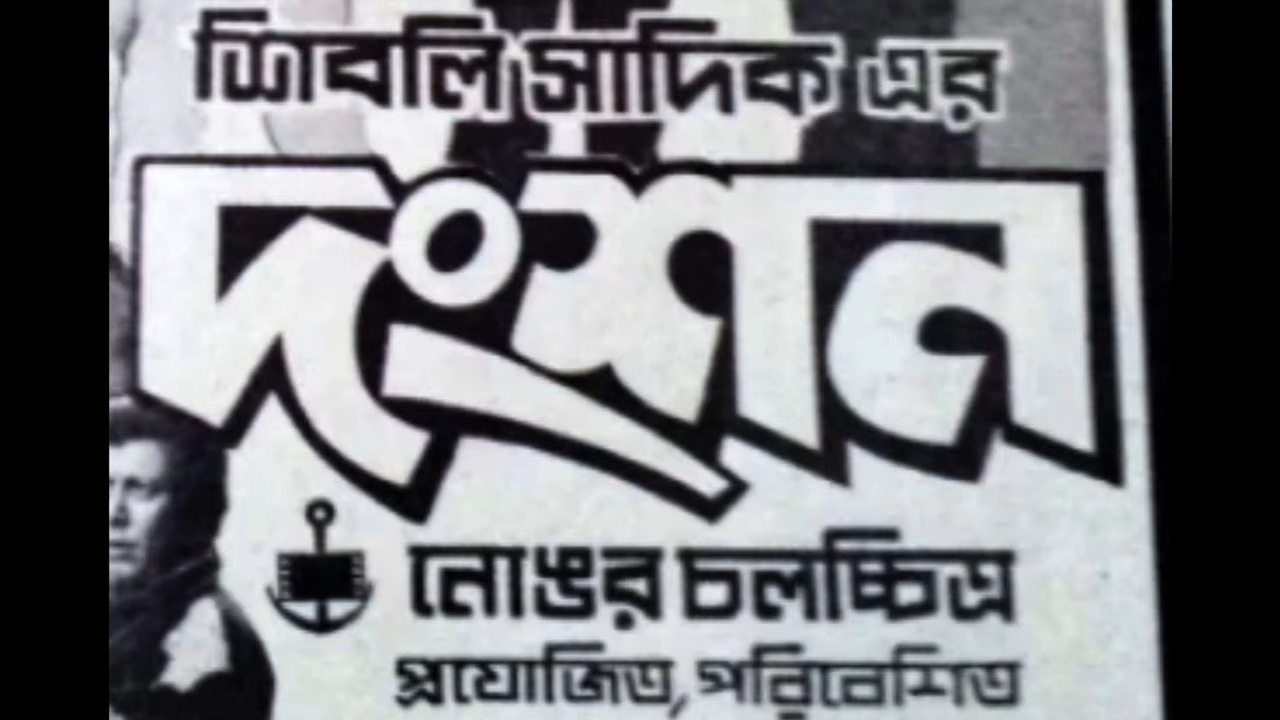 শিবলি সাদিক এর
দংশন
নোঙর চলচ্চিত্র
প্রযোজিত, পরিবেশিত